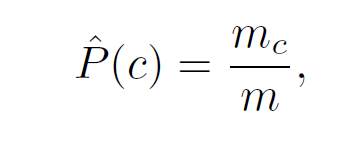 P̂(c) = m_c / m,